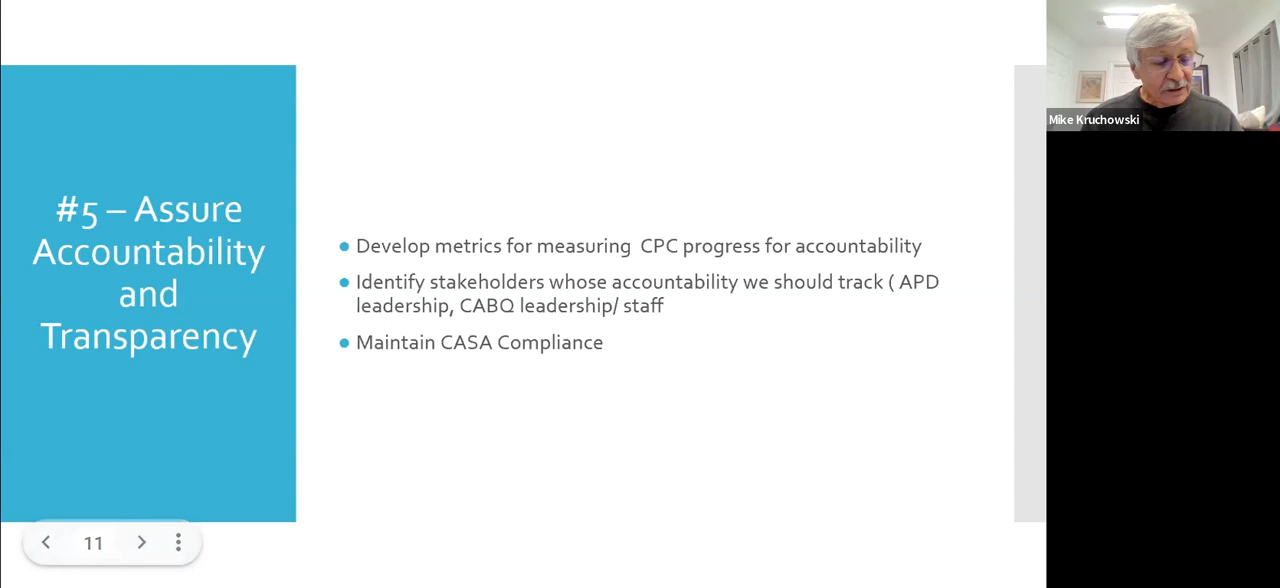 #5 – Assure
Accountability
and
Transparency
● Develop metrics for measuring  CPC progress for accountability
● Identify stakeholders whose accountability we should track ( APD
leadership, CABQ leadership/ staff
● Maintain CASA Compliance
11
Mike Kruchowski